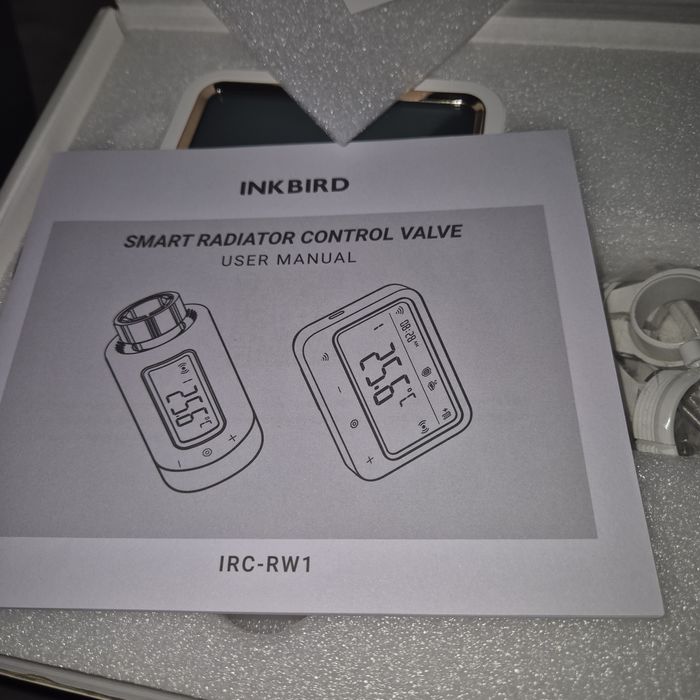 INKBIRD
SMART RADIATOR CONTROL VALVE
USER MANUAL
25.6°C
25.6°C
IRC-RW1